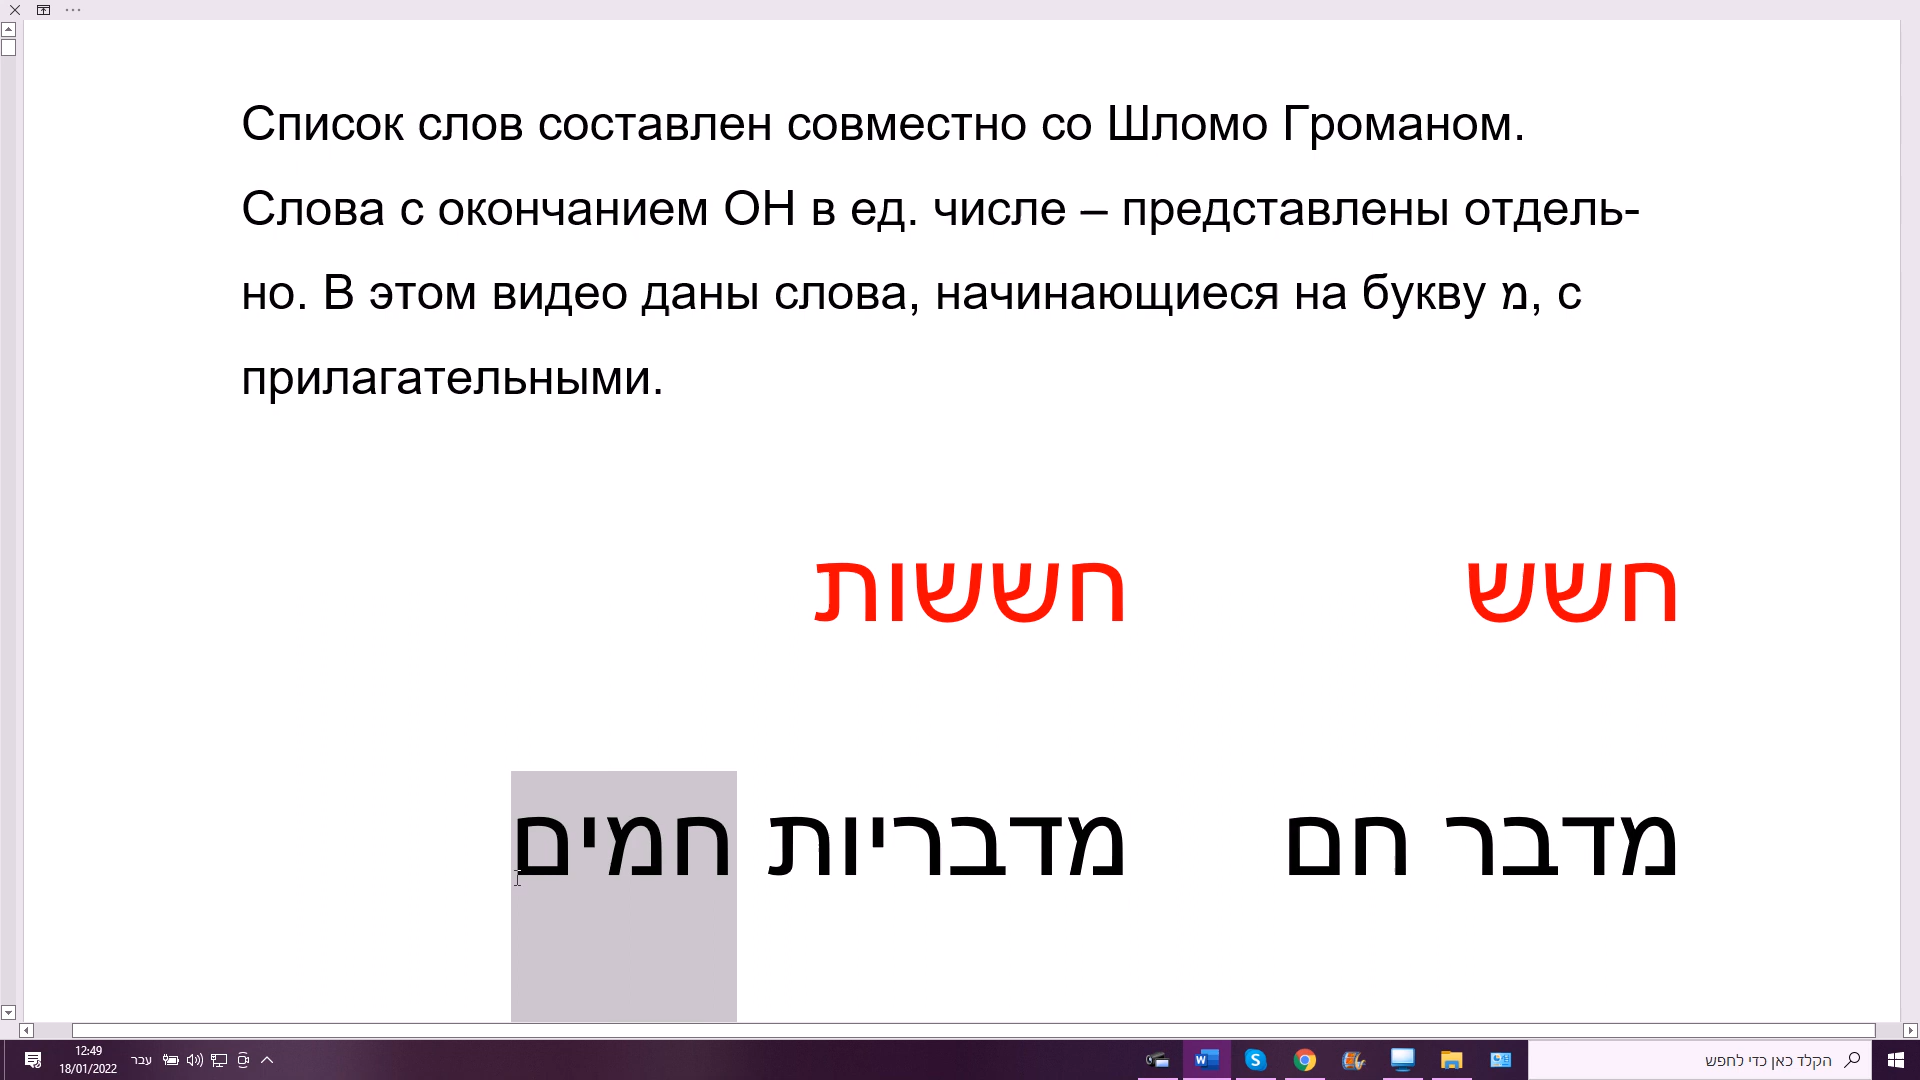 Список слов составлен совместно со Шломо Громаном.
Слова с окончанием ОН в ед. числе – представлены отдель-
но. В этом видео даны слова, начинающиеся на букву מ, с
прилагательными.
חשש חששות
מדבר חם מדבריות חמים
12:49
18/01/2022
עבר
הקלד כאן כדי לחפש